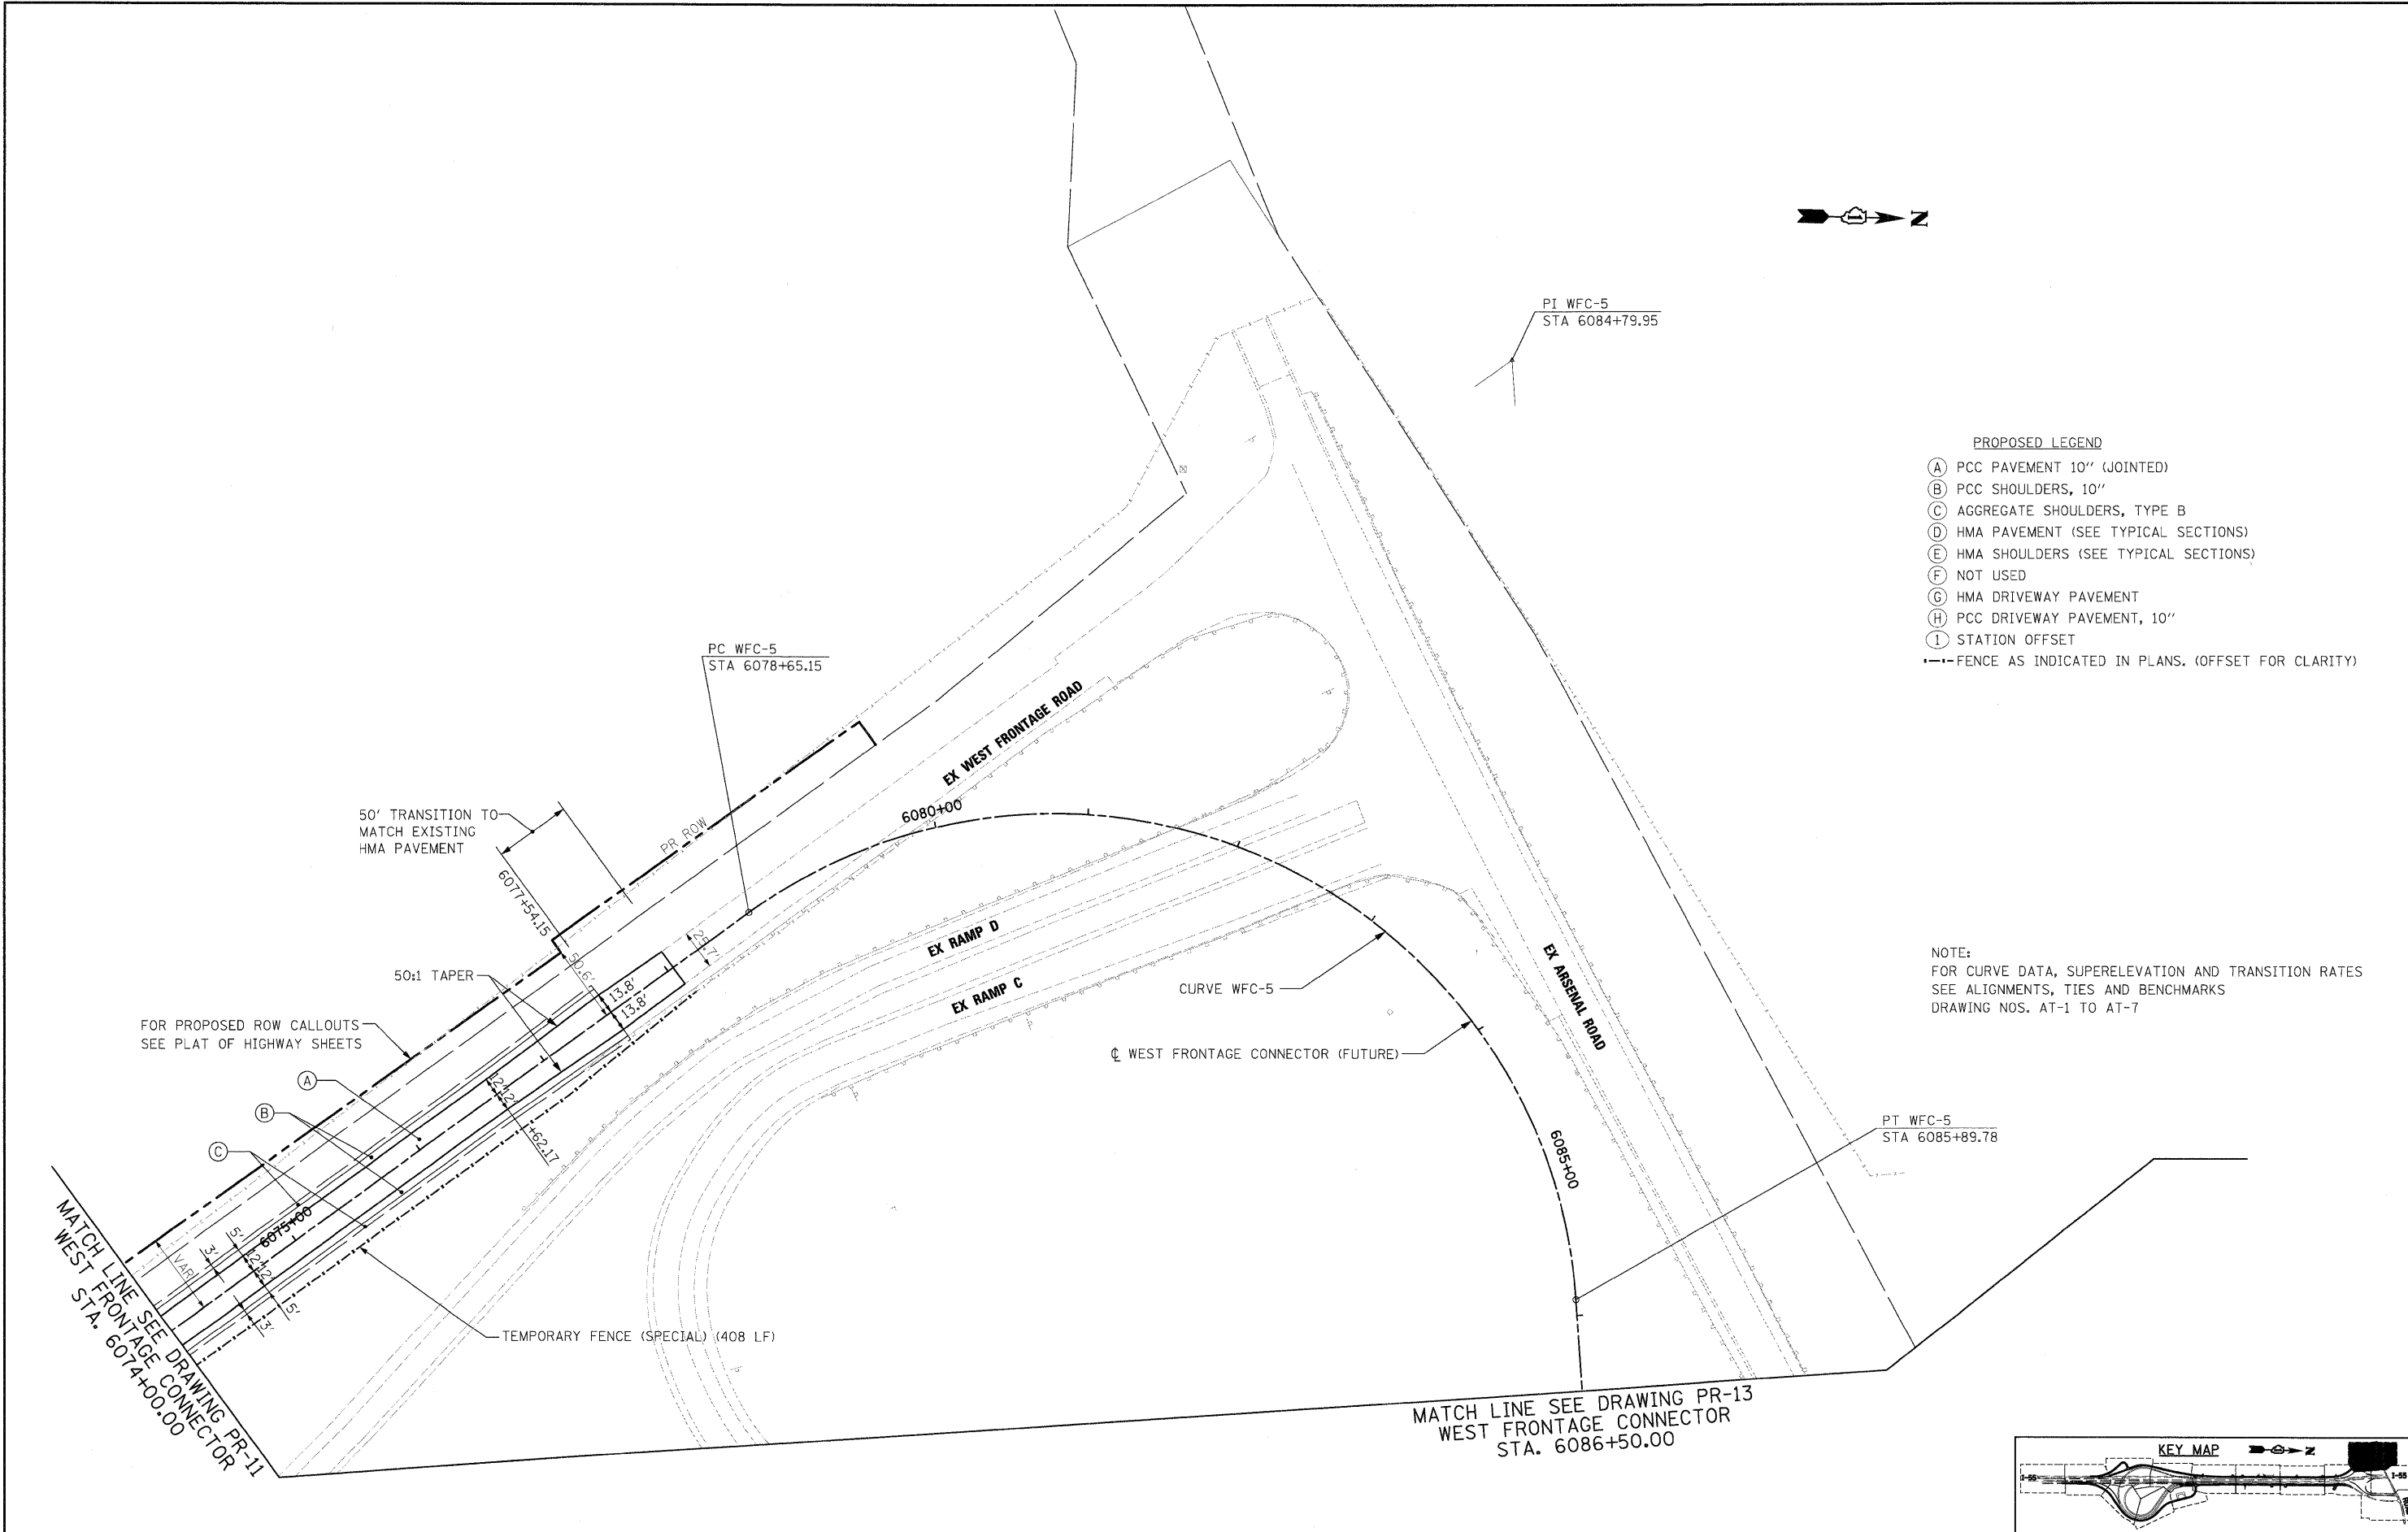 N
PI WFC-5
STA 6084+79.95
PROPOSED LEGEND
A PCC PAVEMENT 10'' (JOINTED)
B PCC SHOULDERS, 10''
C AGGREGATE SHOULDERS, TYPE B
D HMA PAVEMENT (SEE TYPICAL SECTIONS)
E HMA SHOULDERS (SEE TYPICAL SECTIONS)
F NOT USED
G HMA DRIVEWAY PAVEMENT
H PCC DRIVEWAY PAVEMENT, 10''
1 STATION OFFSET
FENCE AS INDICATED IN PLANS. (OFFSET FOR CLARITY)
PC WFC-5
STA 6078+65.15
EX WEST FRONTAGE ROAD
6080+00
50' TRANSITION TO
MATCH EXISTING
HMA PAVEMENT
PR ROW
6077+54.15
50.6'
25.7'
13.8'
13.8'
50:1 TAPER
EX RAMP D
EX RAMP C
CURVE WFC-5
EX ARSENAL ROAD
NOTE:
FOR CURVE DATA, SUPERELEVATION AND TRANSITION RATES
SEE ALIGNMENTS, TIES AND BENCHMARKS
DRAWING NOS. AT-1 TO AT-7
FOR PROPOSED ROW CALLOUTS
SEE PLAT OF HIGHWAY SHEETS
℄ WEST FRONTAGE CONNECTOR (FUTURE)
A
B
C
12'
12'
+62.17
PT WFC-5
STA 6085+89.78
6085+00
6075+00
VAR
3'
5'
12'
12'
5'
3'
TEMPORARY FENCE (SPECIAL) (408 LF)
MATCH LINE SEE DRAWING PR-11
WEST FRONTAGE CONNECTOR
STA. 6074+00.00
MATCH LINE SEE DRAWING PR-13
WEST FRONTAGE CONNECTOR
STA. 6086+50.00
KEY MAP
N
I-55
I-55